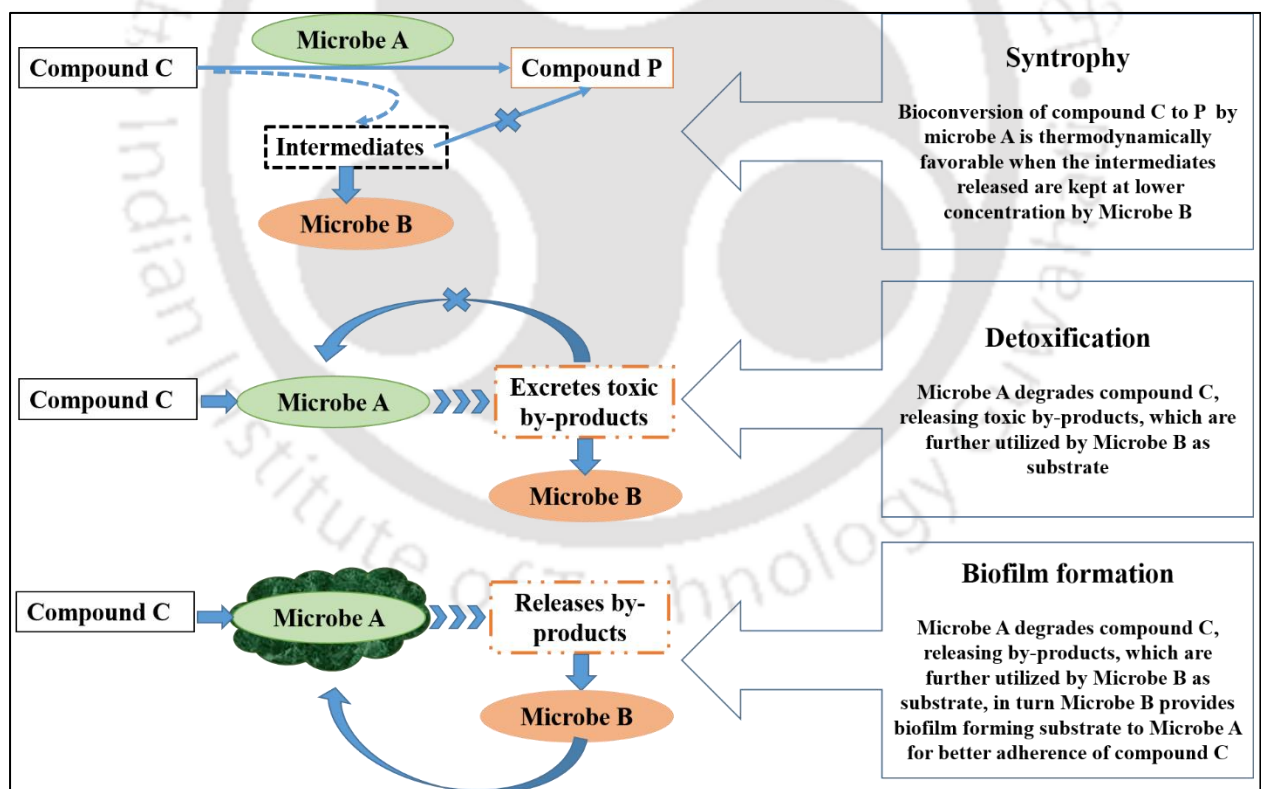 Microbe A
Compound C
Compound P
Intermediates
Microbe B
Syntrophy
Bioconversion of compound C to P by
microbe A is thermodynamically
favorable when the intermediates
released are kept at lower
concentration by Microbe B
Compound C
Microbe A
Excretes toxic
by-products
Microbe B
Detoxification
Microbe A degrades compound C,
releasing toxic by-products, which are
further utilized by Microbe B as
substrate
Compound C
Microbe A
Releases by-
products
Microbe B
Biofilm formation
Microbe A degrades compound C,
releasing by-products, which are
further utilized by Microbe B as
substrate, in turn Microbe B provides
biofilm forming substrate to Microbe A
for better adherence of compound C
Indian Institute of Technology